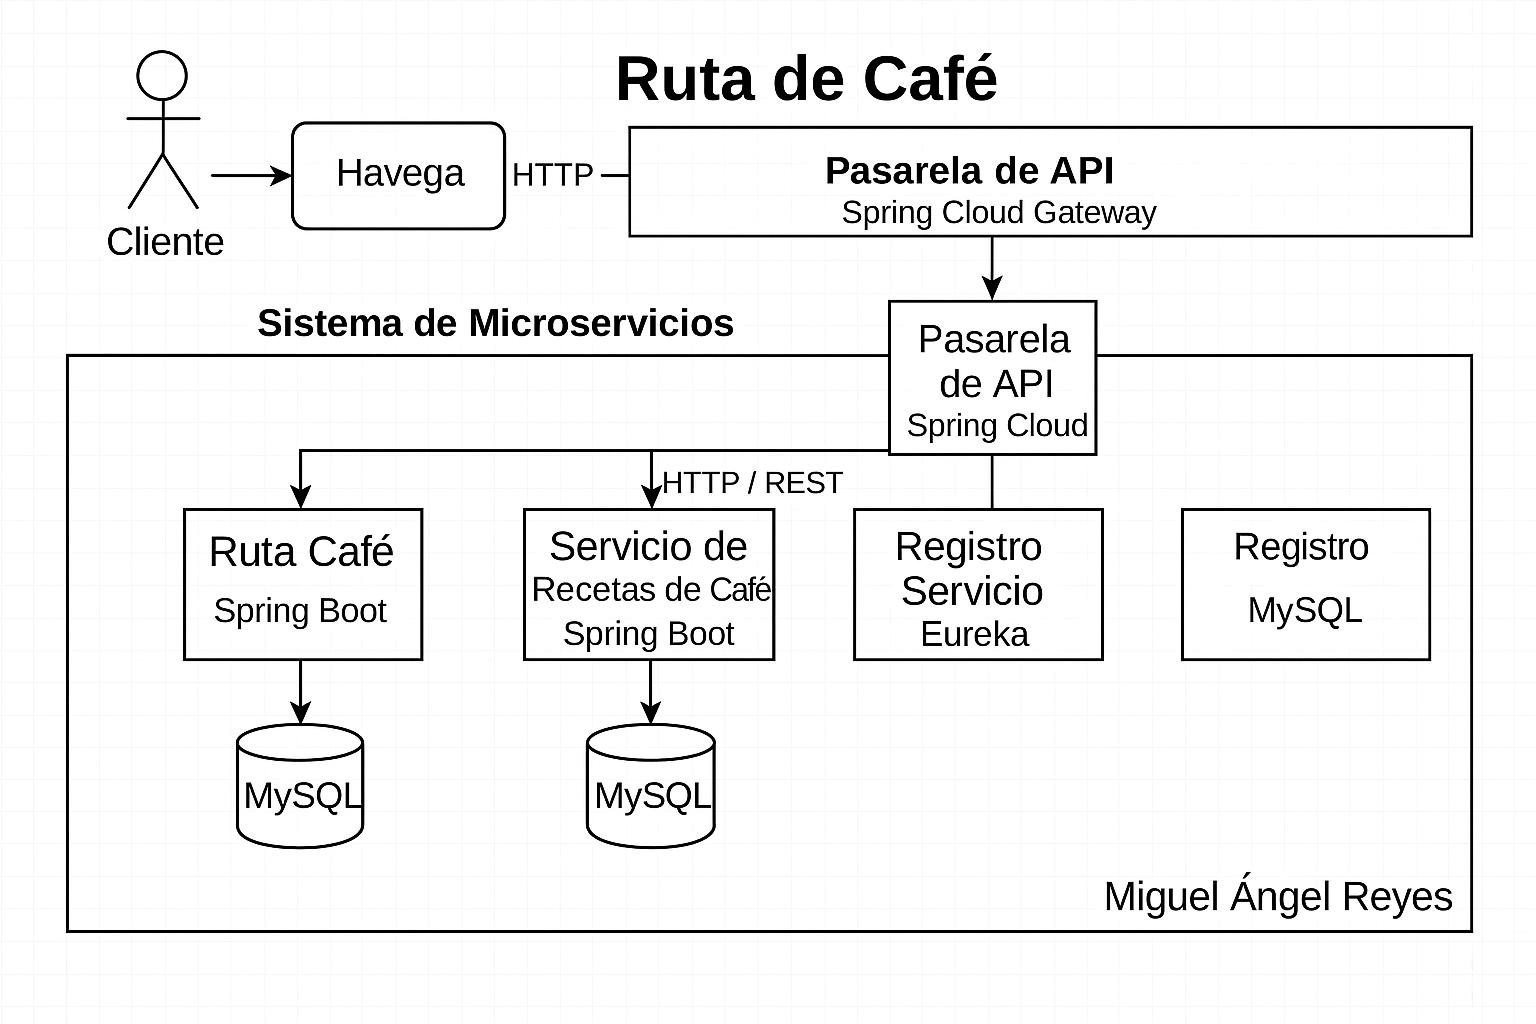 Ruta de Café
Cliente
Havega
HTTP
Pasarela de API
Spring Cloud Gateway
Sistema de Microservicios
Pasarela
de API
Spring Cloud
HTTP / REST
Ruta Café
Spring Boot
Servicio de
Recetas de Café
Spring Boot
Registro
Servicio
Eureka
Registro
MySQL
MySQL
MySQL
Miguel Ángel Reyes